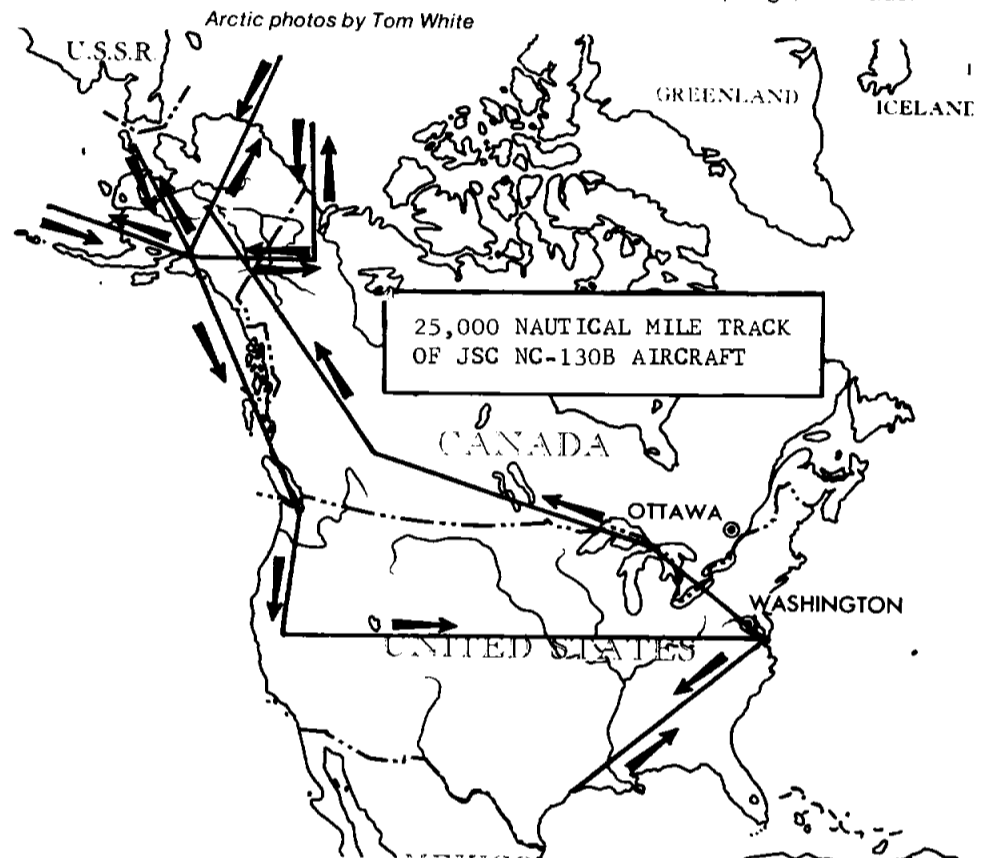 Arctic photos by Tom White
U.S.S.R.
GREENLAND
ICELAND
25,000 NAUTICAL MILE TRACK
OF JSC NC-130B AIRCRAFT
CANADA
OTTAWA
WASHINGTON
UNITED STATES